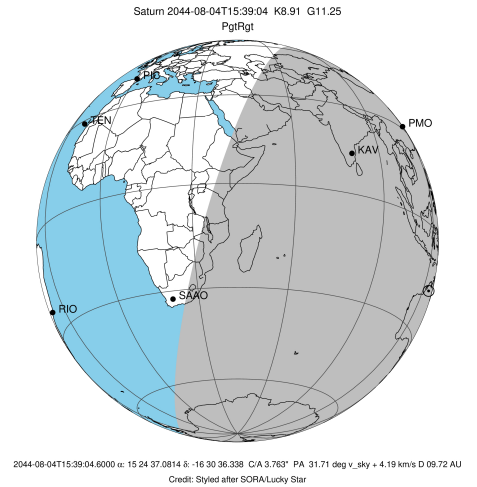 Saturn 2044-08-04T15:39:04  K8.91  G11.25
PgtRgt
PIC
TEN
PMO
KAV
SAAO
RIO
2044-08-04T15:39:04.6000 α: 15 24 37.0814 δ: -16 30 36.338  C/A 3.763"  PA  31.71 deg v_sky + 4.19 km/s D 09.72 AU
Credit: Styled after SORA/Lucky Star